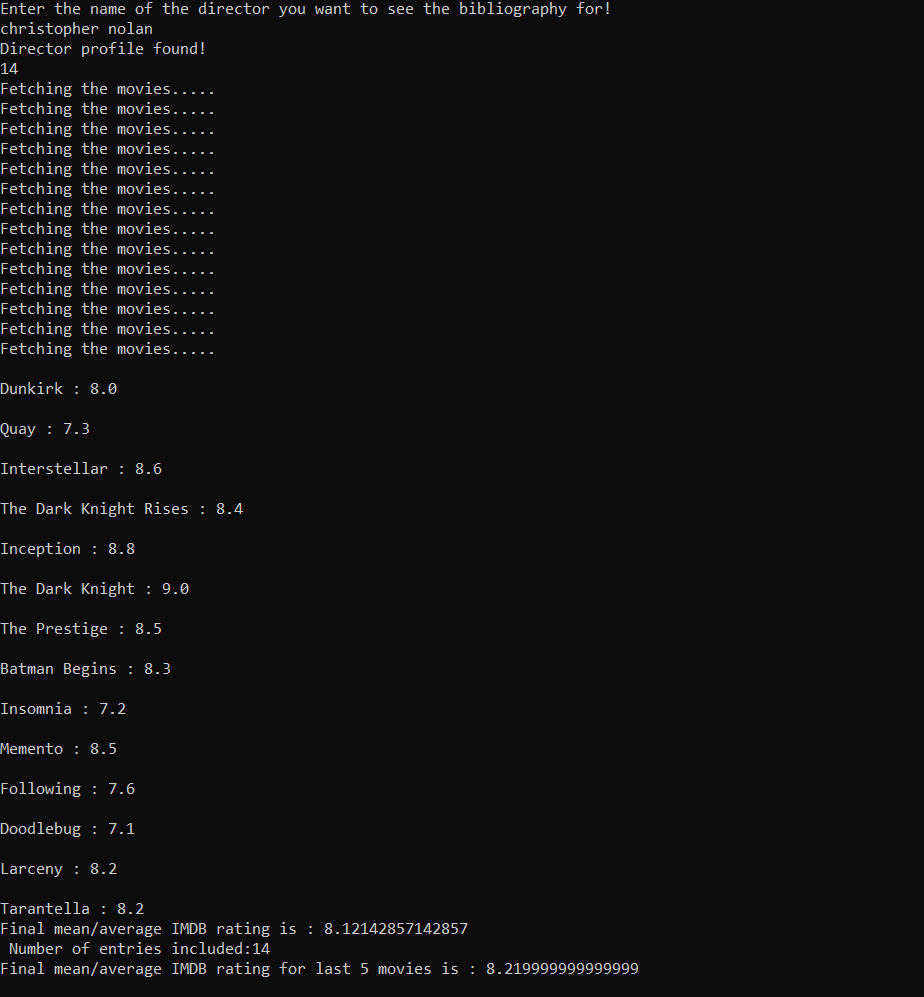 Enter the name of the director you want to see the bibliography for!
christopher nolan
Director profile found!
14
Fetching the movies.....
Fetching the movies.....
Fetching the movies.....
Fetching the movies.....
Fetching the movies.....
Fetching the movies.....
Fetching the movies.....
Fetching the movies.....
Fetching the movies.....
Fetching the movies.....
Fetching the movies.....
Fetching the movies.....
Fetching the movies.....
Fetching the movies.....
Dunkirk : 8.0
Quay : 7.3
Interstellar : 8.6
The Dark Knight Rises : 8.4
Inception : 8.8
The Dark Knight : 9.0
The Prestige : 8.5
Batman Begins : 8.3
Insomnia : 7.2
Memento : 8.5
Following : 7.6
Doodlebug : 7.1
Larceny : 8.2
Tarantella : 8.2
Final mean/average IMDB rating is : 8.12142857142857
 Number of entries included:14
Final mean/average IMDB rating for last 5 movies is : 8.219999999999999